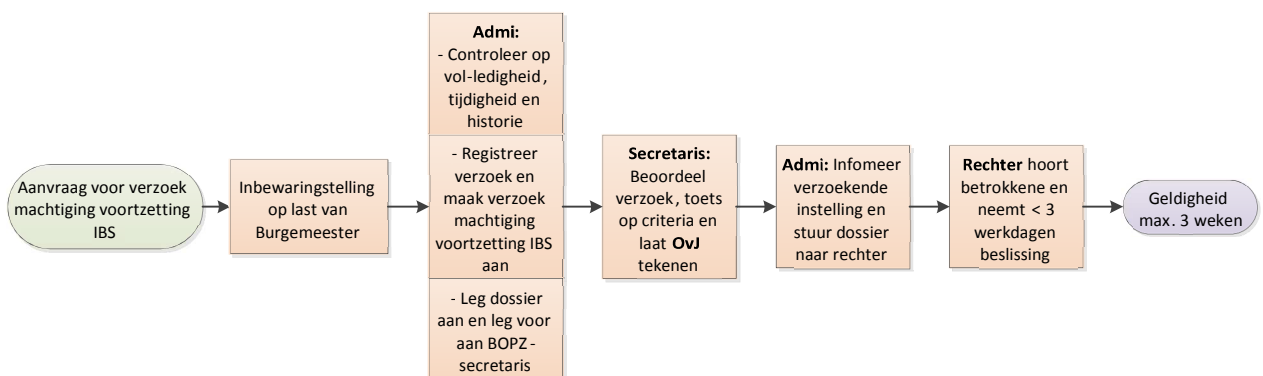 Aanvraag voor verzoek
machtiging voortzetting
IBS
Inbewaringstelling
op last van
Burgemeester
Admi:
- Controleer op
vol-ledigheid,
tijdigheid en
historie
- Registreer
verzoek en
maak verzoek
machtiging
voortzetting IBS
aan
- Leg dossier
aan en leg voor
aan BOPZ-
secretaris
Secretaris:
Beoordeel
verzoek, toets
op criteria en
laat OvJ
tekenen
Admi: Infomeer
verzoekende
instelling en
stuur dossier
naar rechter
Rechter hoort
betrokkene en
neemt < 3
werkdagen
beslissing
Geldigheid
max. 3 weken